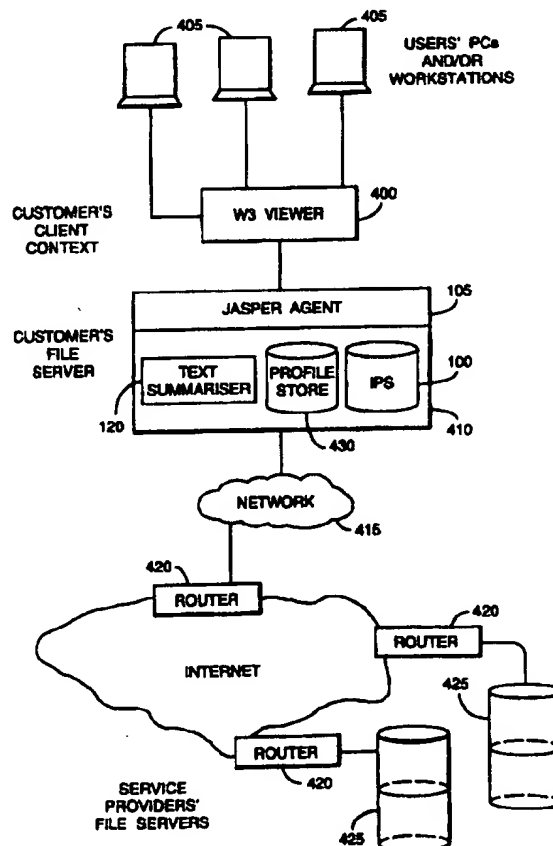 405
405
USERS' PCs
AND/OR
WORKSTATIONS
CUSTOMER'S
CLIENT
CONTEXT
W3 VIEWER
400
JASPER AGENT
105
CUSTOMER'S
FILE
SERVER
TEXT
SUMMARISER
PROFILE
STORE
IPS
100
120
430
410
NETWORK
415
420
ROUTER
420
ROUTER
INTERNET
425
ROUTER
420
SERVICE
PROVIDERS'
FILE SERVERS
425